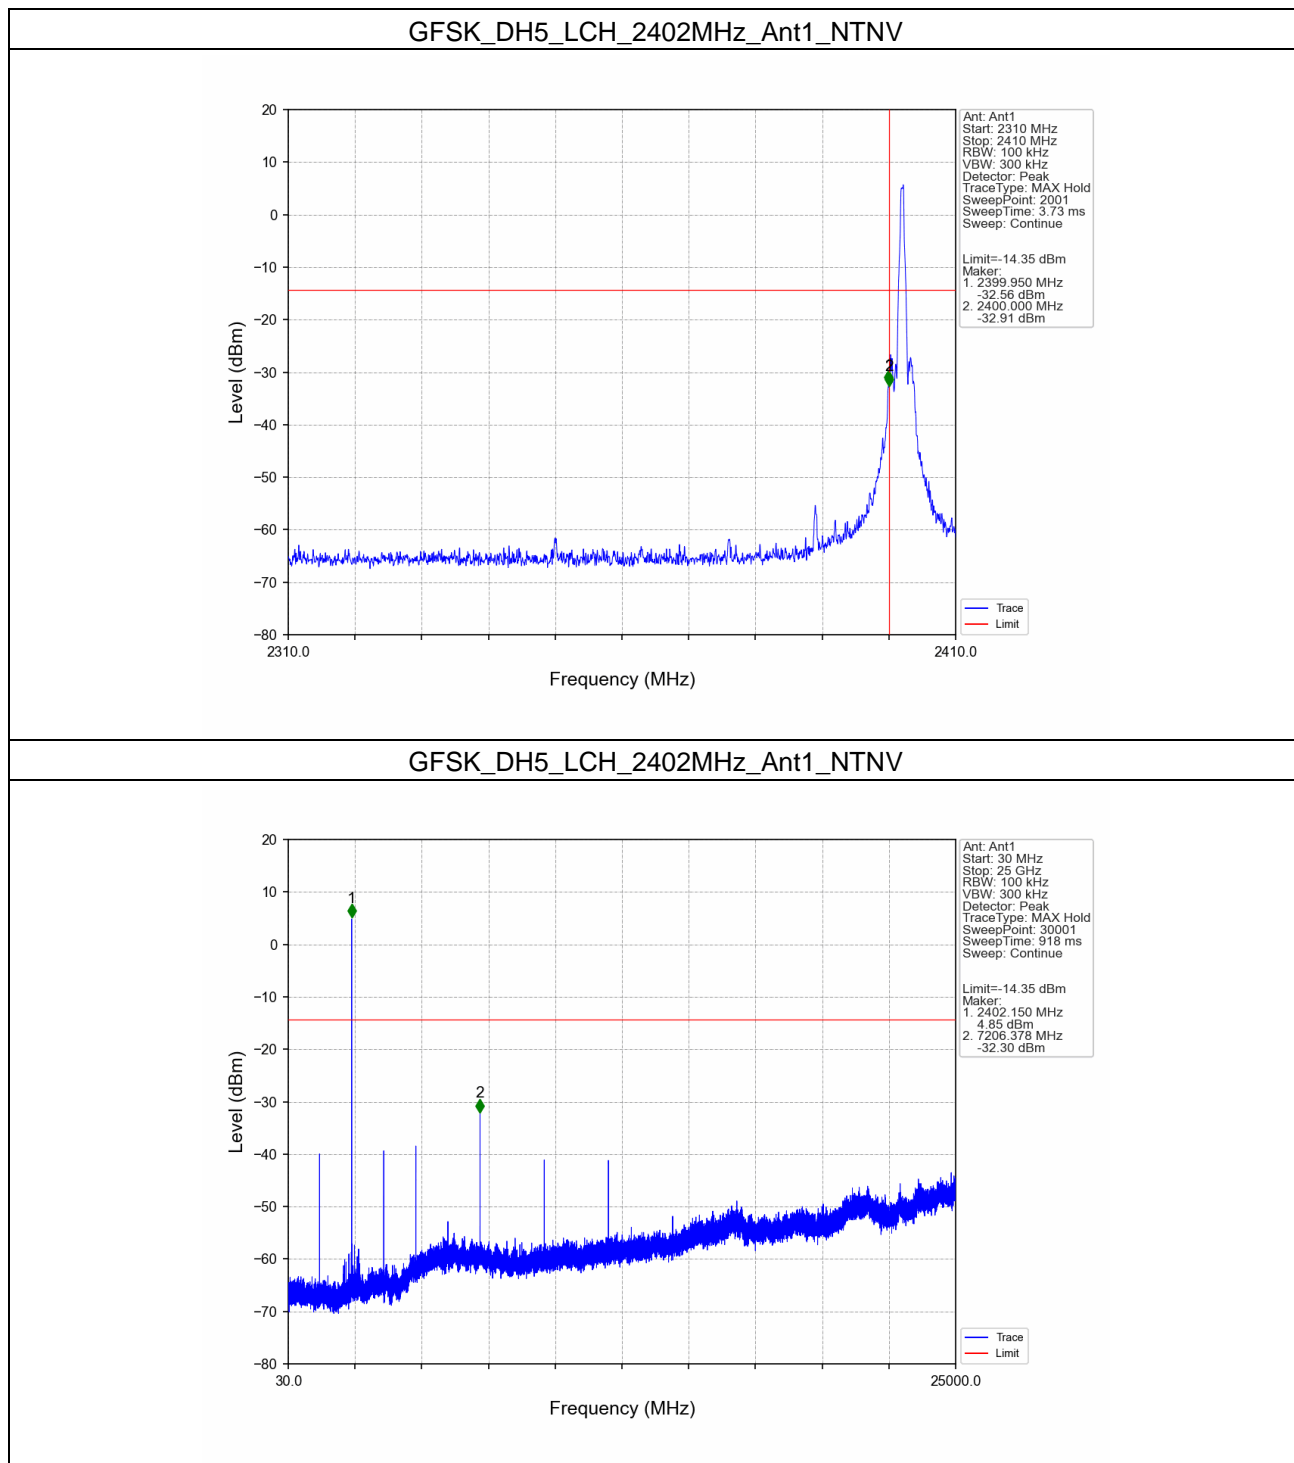 GFSK_DH5_LCH_2402MHz_Ant1_NTNV
20
10
0
−10
−20
−30
−40
−50
−60
−70
−80
Level (dBm)
2310.0
2410.0
Frequency (MHz)
2
Ant: Ant1
Start: 2310 MHz
Stop: 2410 MHz
RBW: 100 kHz
VBW: 300 kHz
Detector: Peak
TraceType: MAX Hold
SweepPoint: 2001
SweepTime: 3.73 ms
Sweep: Continue
Limit=-14.35 dBm
Maker:
1. 2399.950 MHz
-32.56 dBm
2. 2400.000 MHz
-32.91 dBm
Trace
Limit
GFSK_DH5_LCH_2402MHz_Ant1_NTNV
20
10
0
−10
−20
−30
−40
−50
−60
−70
−80
Level (dBm)
30.0
25000.0
Frequency (MHz)
1
2
Ant: Ant1
Start: 30 MHz
Stop: 25 GHz
RBW: 100 kHz
VBW: 300 kHz
Detector: Peak
TraceType: MAX Hold
SweepPoint: 30001
SweepTime: 918 ms
Sweep: Continue
Limit=-14.35 dBm
Maker:
1. 2402.150 MHz
4.85 dBm
2. 7206.378 MHz
-32.30 dBm
Trace
Limit